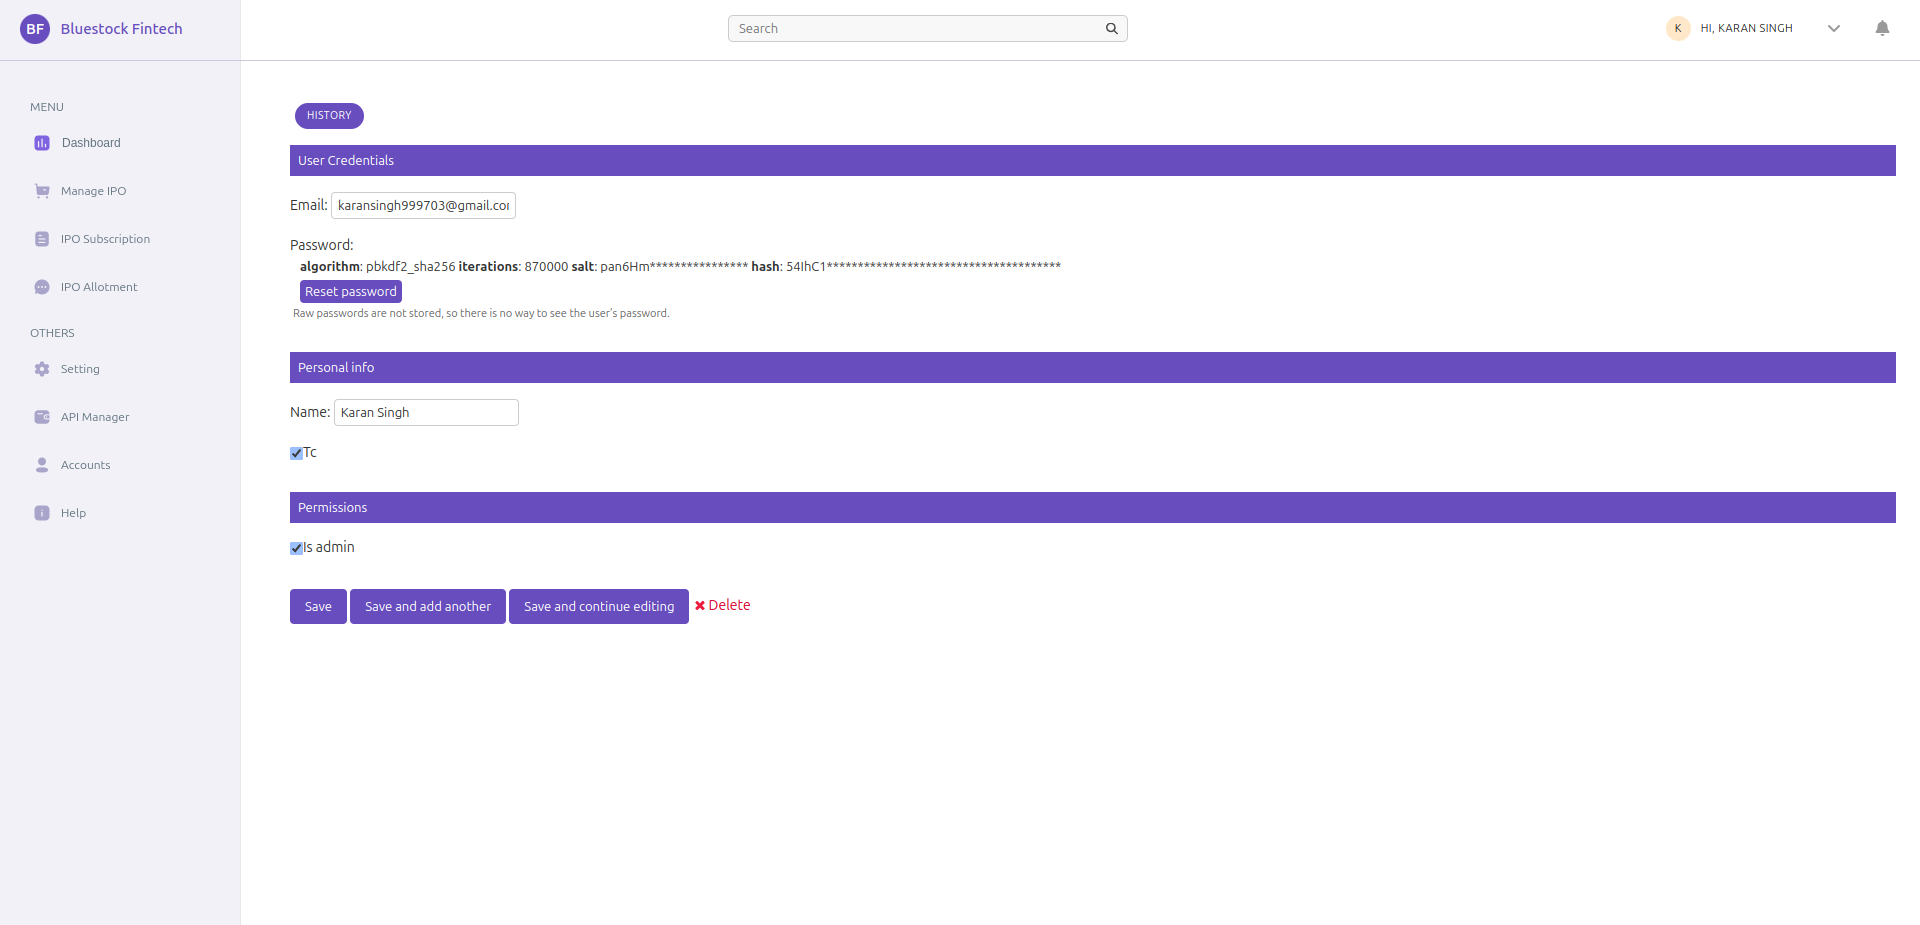 BF Bluestock Fintech
Search
K HI, KARAN SINGH
MENU
Dashboard
Manage IPO
IPO Subscription
IPO Allotment
OTHERS
Setting
API Manager
Accounts
Help
HISTORY
User Credentials
Email: karansingh999703@gmail.co
Password:
algorithm: pbkdf2_sha256 iterations: 870000 salt: pan6Hm**************** hash: 54IhC1**************************************
Reset password
Raw passwords are not stored, so there is no way to see the user's password.
Personal info
Name: Karan Singh
Tc
Permissions
Is admin
Save Save and add another Save and continue editing Delete